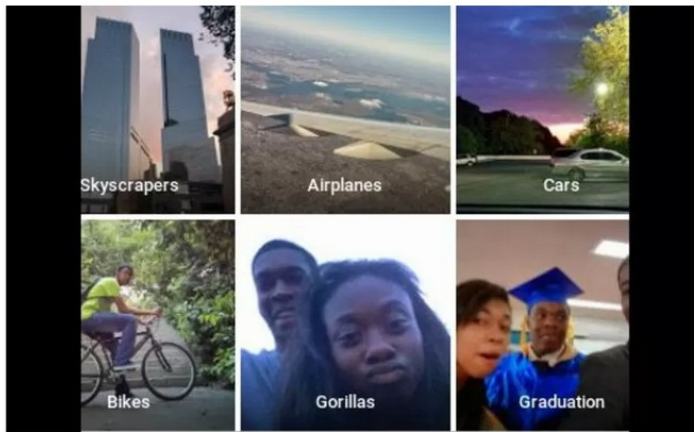 Skyscrapers
Airplanes
Cars
Bikes
Gorillas
Graduation